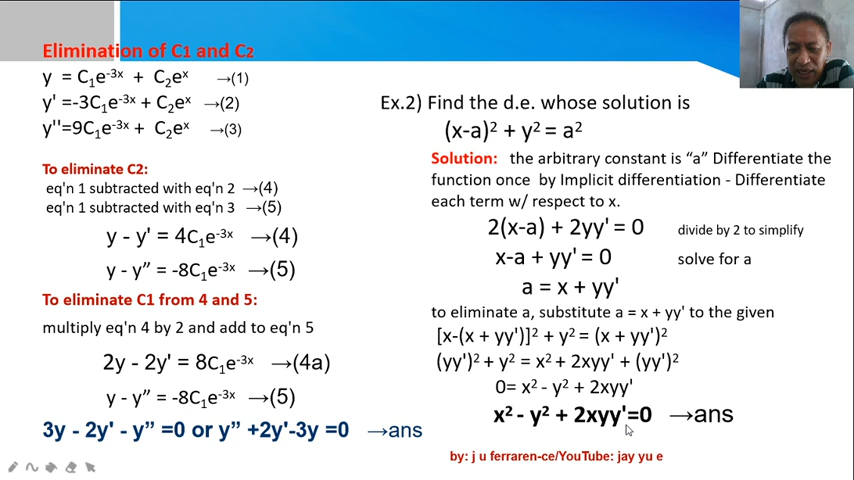 Elimination of C₁ and C₂
y = C₁e⁻³ˣ + C₂eˣ →(1)
y' =-3C₁e⁻³ˣ + C₂eˣ →(2)
y''=9C₁e⁻³ˣ + C₂eˣ →(3)
To eliminate C2:
eq'n 1 subtracted with eq'n 2 →(4)
eq'n 1 subtracted with eq'n 3 →(5)
y - y' = 4C₁e⁻³ˣ →(4)
y - y” = -8C₁e⁻³ˣ →(5)
To eliminate C1 from 4 and 5:
multiply eq'n 4 by 2 and add to eq'n 5
2y - 2y' = 8C₁e⁻³ˣ →(4a)
y - y” = -8C₁e⁻³ˣ →(5)
3y - 2y' - y” =0 or y” +2y'-3y =0 →ans
Ex.2) Find the d.e. whose solution is
(x-a)² + y² = a²
Solution: the arbitrary constant is “a” Differentiate the
function once by Implicit differentiation - Differentiate
each term w/ respect to x.
2(x-a) + 2yy' = 0 divide by 2 to simplify
x-a + yy' = 0 solve for a
a = x + yy'
to eliminate a, substitute a = x + yy' to the given
[x-(x + yy')]² + y² = (x + yy')²
(yy')² + y² = x² + 2xyy' + (yy')²
0= x² - y² + 2xyy'
x² - y² + 2xyy'=0 →ans
by: j u ferraren-ce/YouTube: jay yu e